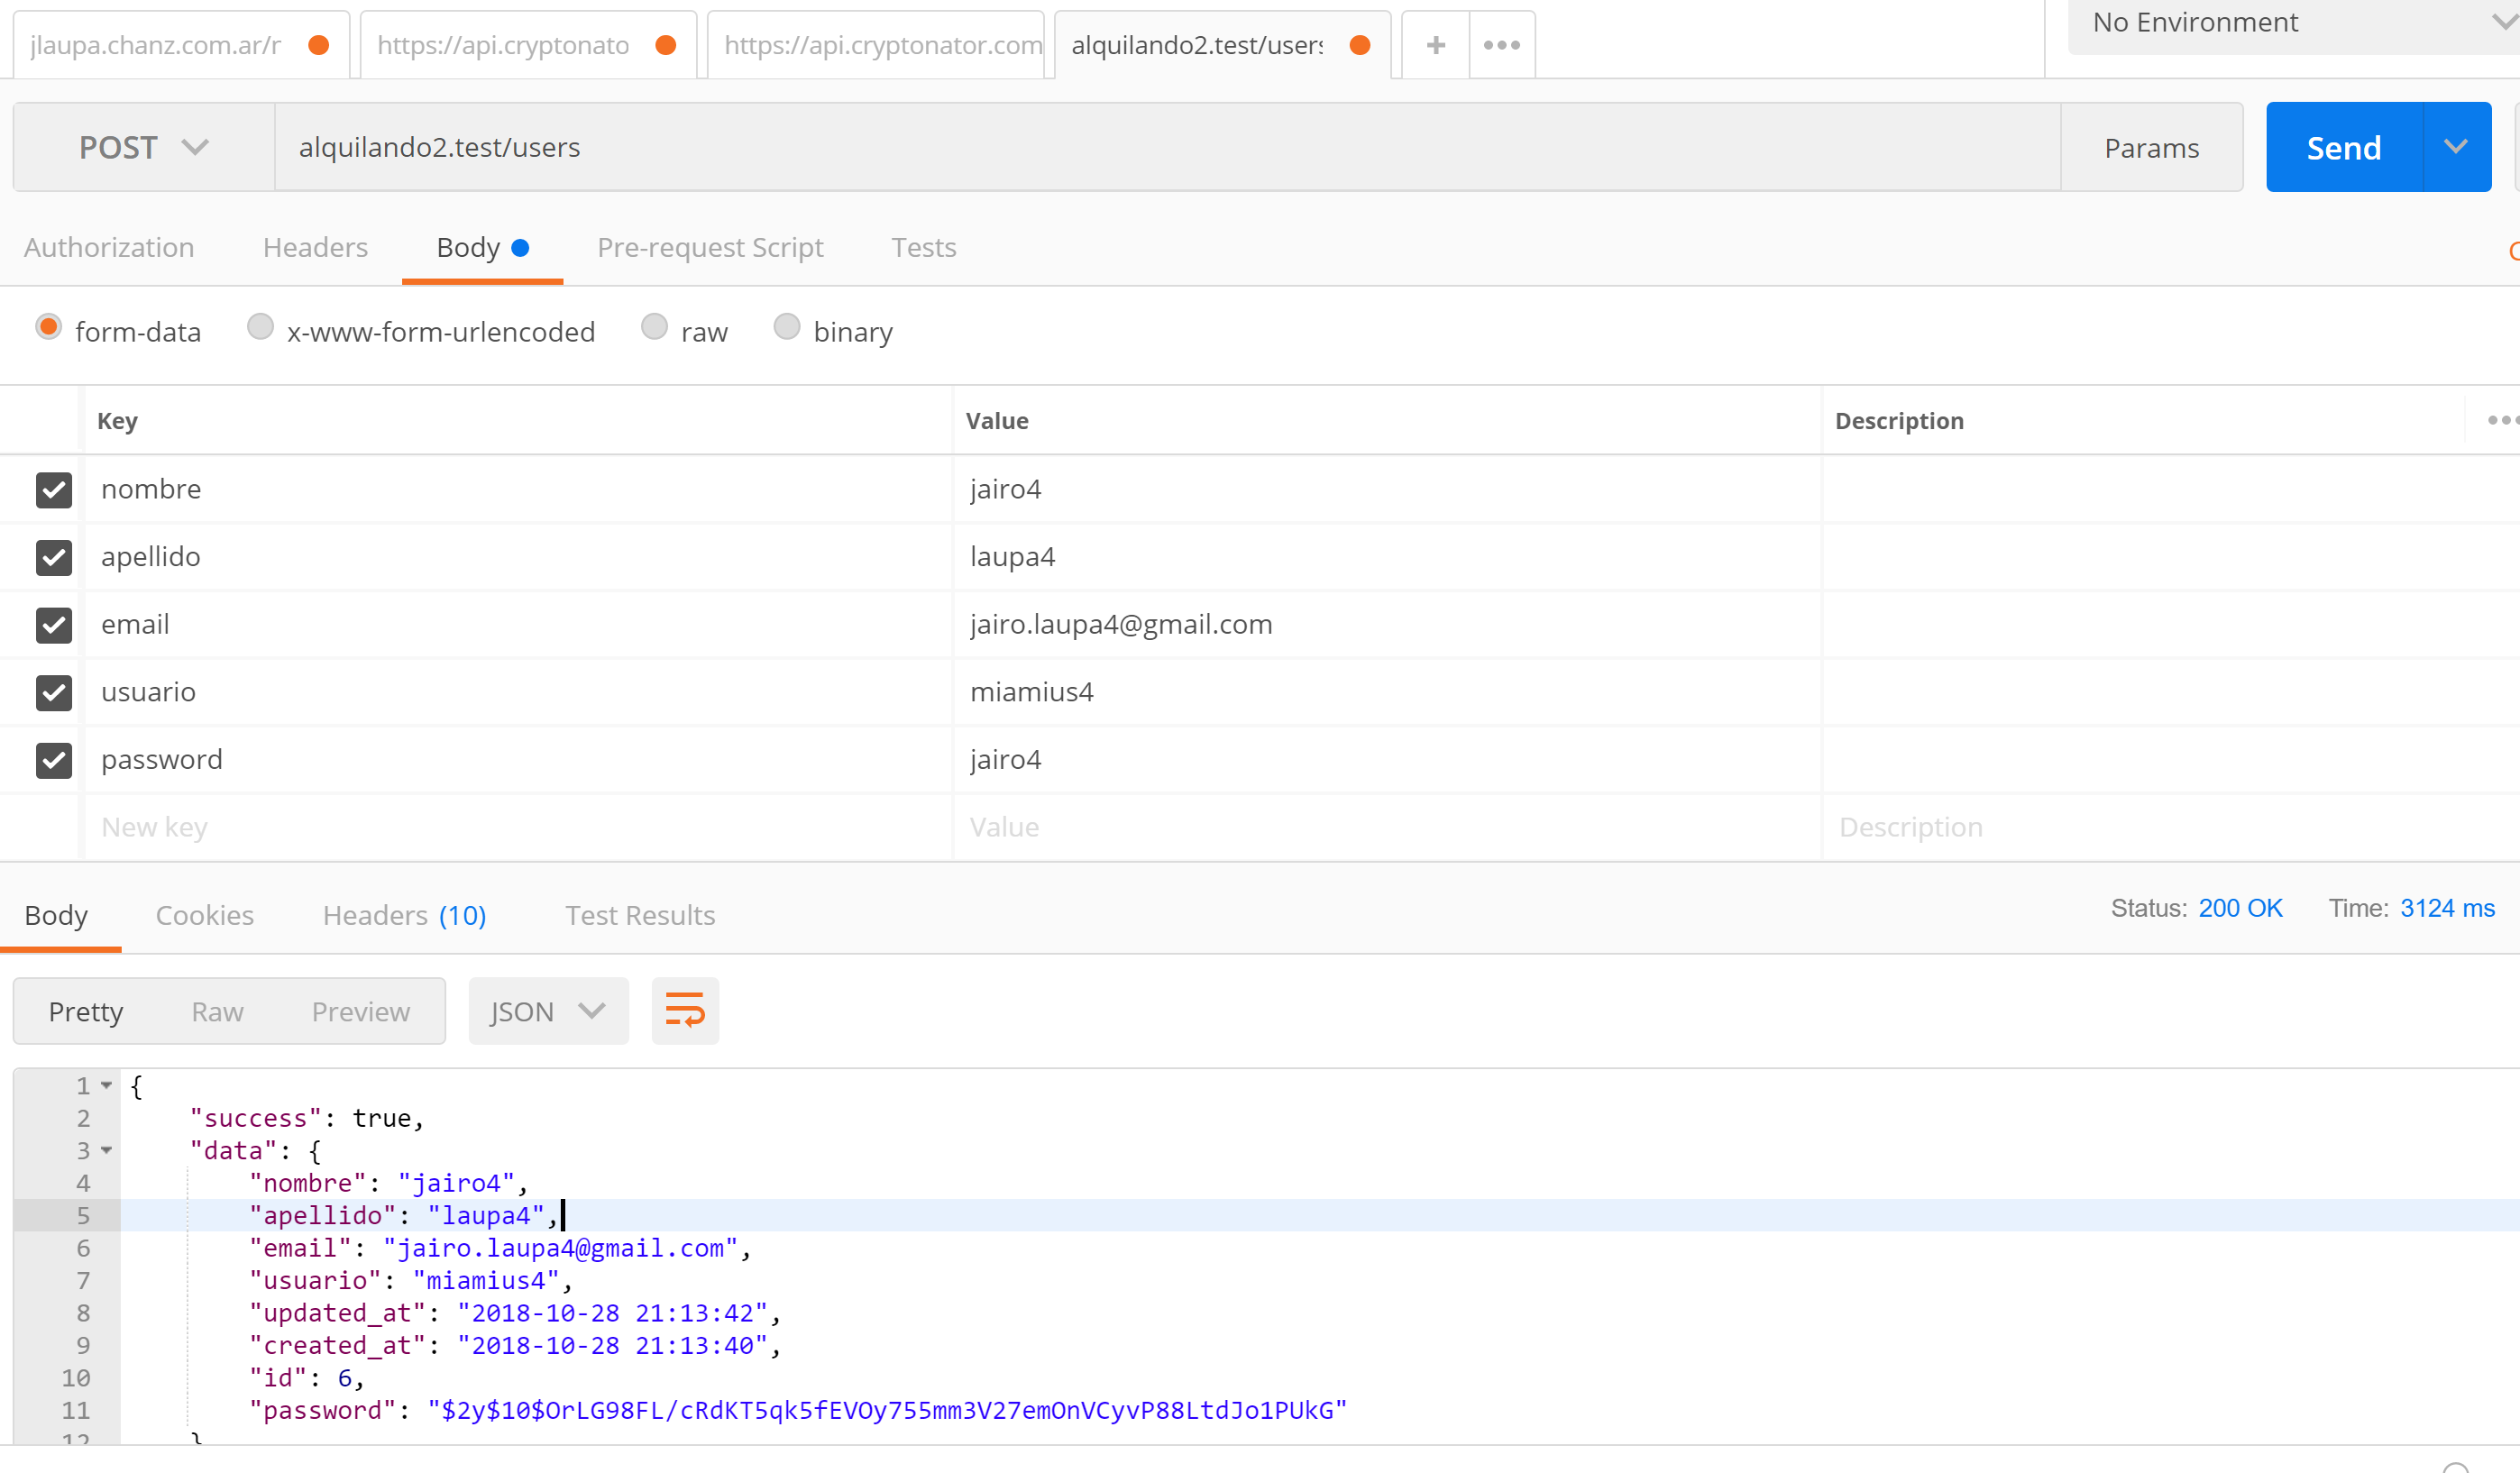 jlaupa.chanz.com.ar/r https://api.cryptonato https://api.cryptonator.com alquilando2.test/users + No Environment
POST alquilando2.test/users Params Send
Authorization Headers Body Pre-request Script Tests
form-data x-www-form-urlencoded raw binary
Key Value Description
nombre jairo4
apellido laupa4
email jairo.laupa4@gmail.com
usuario miamius4
password jairo4
New key Value Description
Body Cookies Headers (10) Test Results Status: 200 OK Time: 3124 ms
Pretty Raw Preview JSON
1 {
2 "success": true,
3 "data": {
4 "nombre": "jairo4",
5 "apellido": "laupa4",
6 "email": "jairo.laupa4@gmail.com",
7 "usuario": "miamius4",
8 "updated_at": "2018-10-28 21:13:42",
9 "created_at": "2018-10-28 21:13:40",
10 "id": 6,
11 "password": "$2y$10$OrLG98FL/cRdKT5qk5fEVOy755mm3V27emOnVCyvP88LtdJo1PUkG"
12 }